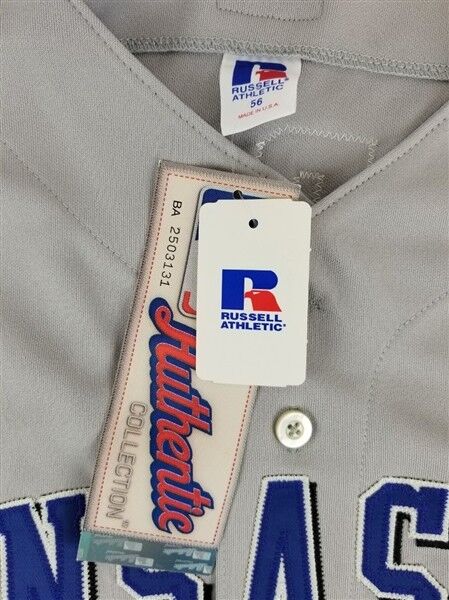 RUSSELL
ATHLETIC
56
MADE IN U.S.A.
BA 2503131
Authentic
COLLECTION®
R
RUSSELL
ATHLETIC®
NSAS